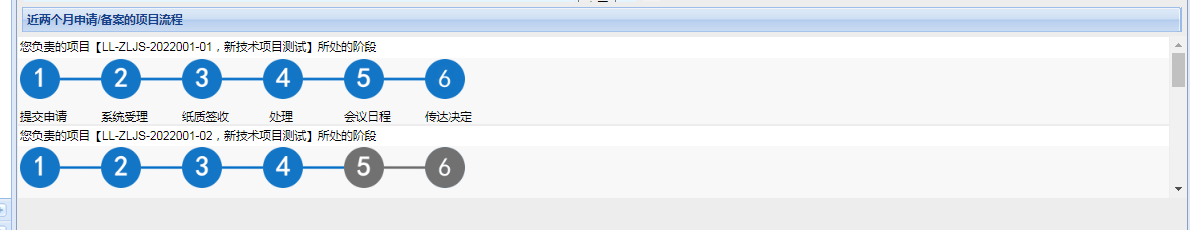 近两个月申请/备案的项目流程
您负责的项目【LL-ZLJS-2022001-01，新技术项目测试】所处的阶段
1 2 3 4 5 6
提交申请 系统受理 纸质签收 处理 会议日程 传达决定
您负责的项目【LL-ZLJS-2022001-02，新技术项目测试】所处的阶段
1 2 3 4 5 6